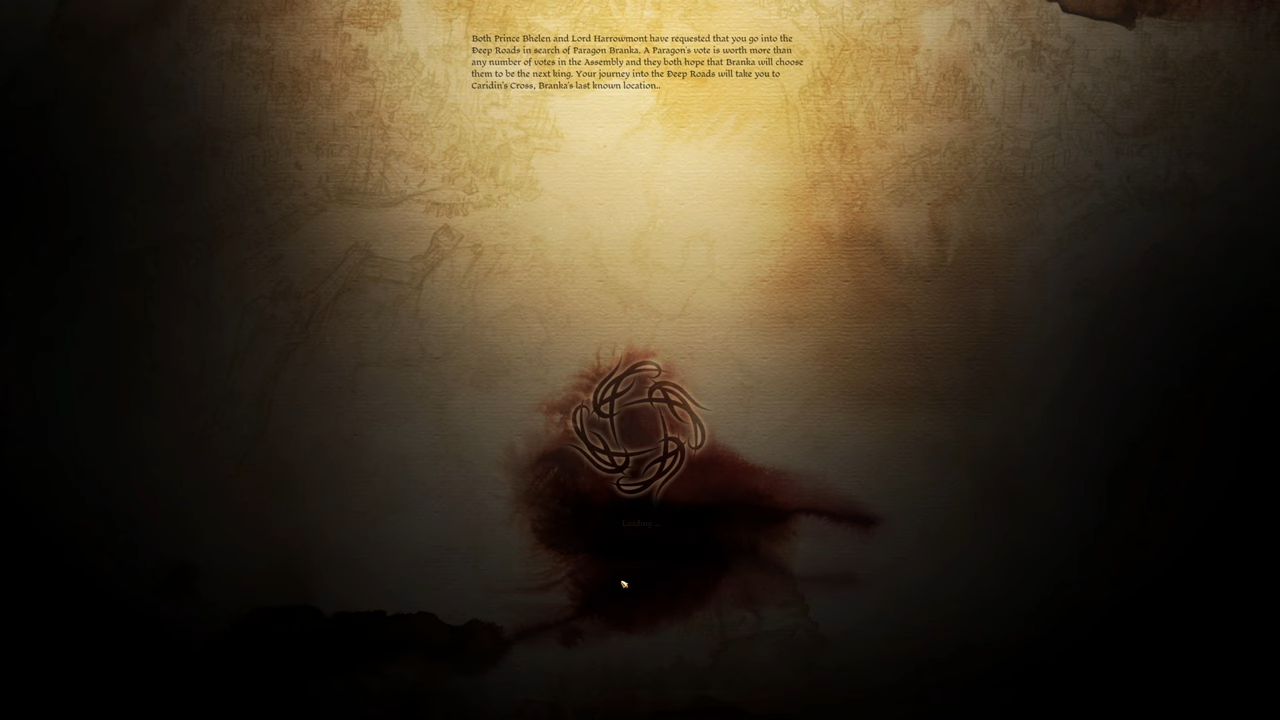 Both Prince Bhelen and Lord Harrowmont have requested that you go into the
Deep Roads in search of Paragon Branka. A Paragon's vote is worth more than
any number of votes in the Assembly and they both hope that Branka will choose
them to be the next king. Your journey into the Deep Roads will take you to
Caridin's Cross, Branka's last known location..
Loading...